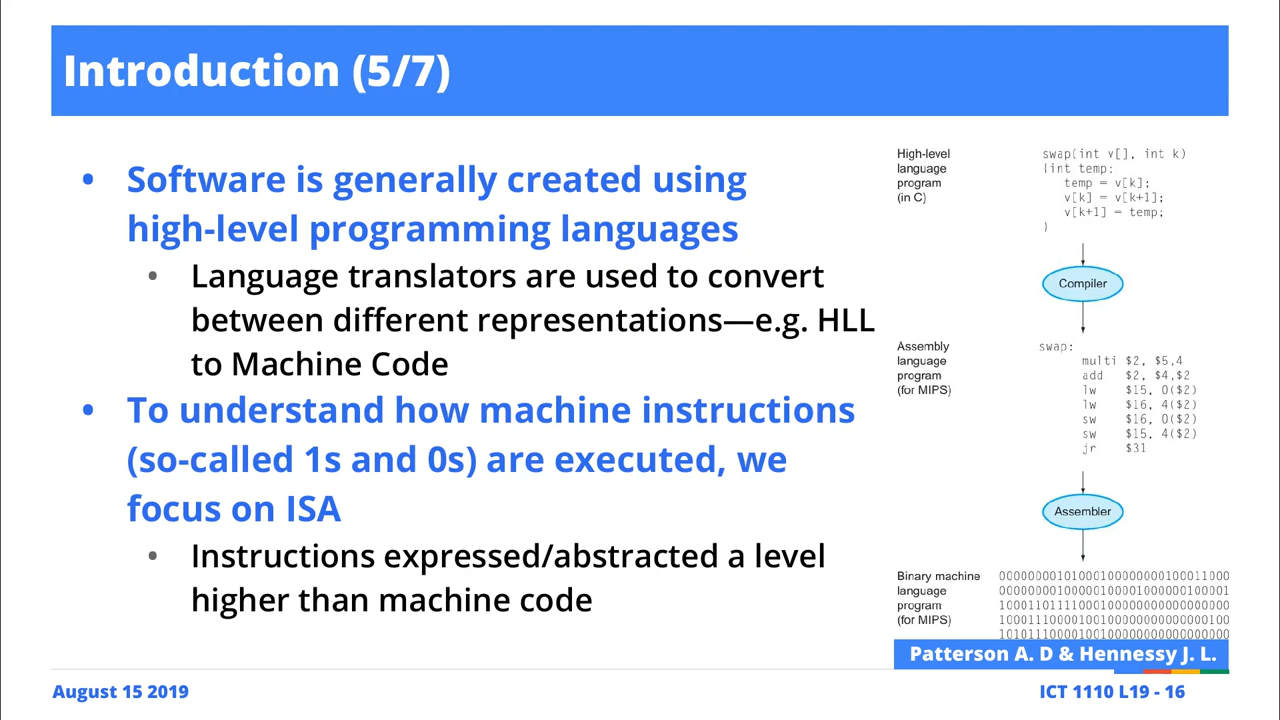 Introduction (5/7)
• Software is generally created using
high-level programming languages
• Language translators are used to convert
between different representations—e.g. HLL
to Machine Code
• To understand how machine instructions
(so-called 1s and 0s) are executed, we
focus on ISA
• Instructions expressed/abstracted a level
higher than machine code
High-level
language
program
(in C)
swap(int v[], int k)
{int temp;
temp = v[k];
v[k] = v[k+1];
v[k+1] = temp;
}
Compiler
Assembly
language
program
(for MIPS)
swap:
multi $2, $5,4
add $2, $4,$2
lw $15, 0($2)
lw $16, 4($2)
sw $16, 0($2)
sw $15, 4($2)
jr $31
Assembler
Binary machine
language
program
(for MIPS)
Patterson A. D & Hennessy J. L.
August 15 2019
ICT 1110 L19 - 16